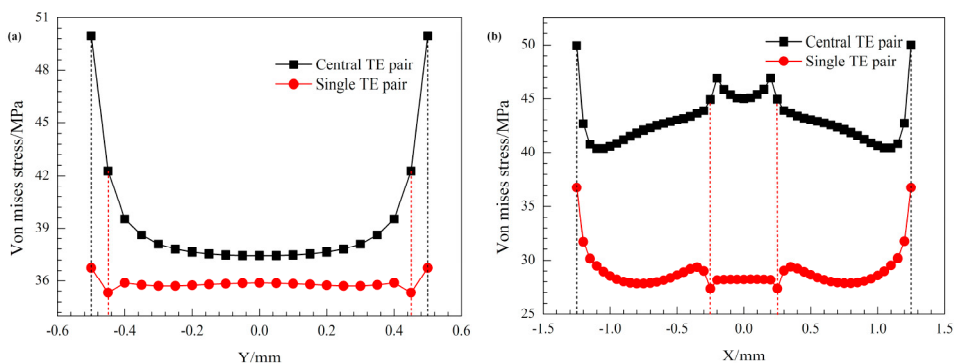 (a)
Von mises stress/MPa
51
48
45
42
39
36
Central TE pair
Single TE pair
-0.6 -0.4 -0.2 0.0 0.2 0.4 0.6
Y/mm
(b)
Von mises stress/MPa
50
45
40
35
30
25
Central TE pair
Single TE pair
-1.5 -1.0 -0.5 0.0 0.5 1.0 1.5
X/mm